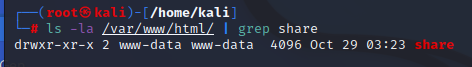 ┌──(root㉿kali)-[/home/kali]
└─# ls -la /var/www/html/ | grep share
drwxr-xr-x 2 www-data www-data  4096 Oct 29 03:23 share